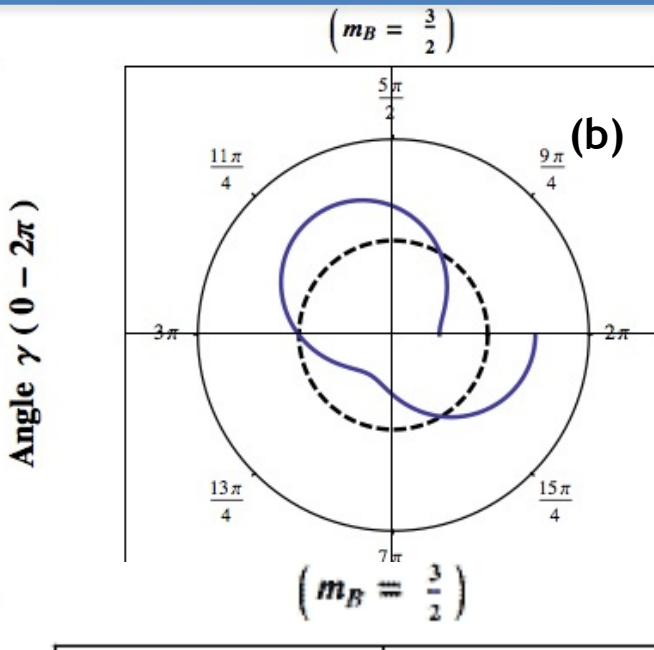 ( m_B = 3/2 )
5π/2
(b)
11π/4
9π/4
Angle γ ( 0 – 2π )
3π
2π
13π/4
15π/4
7π
( m_B = 3/2 )